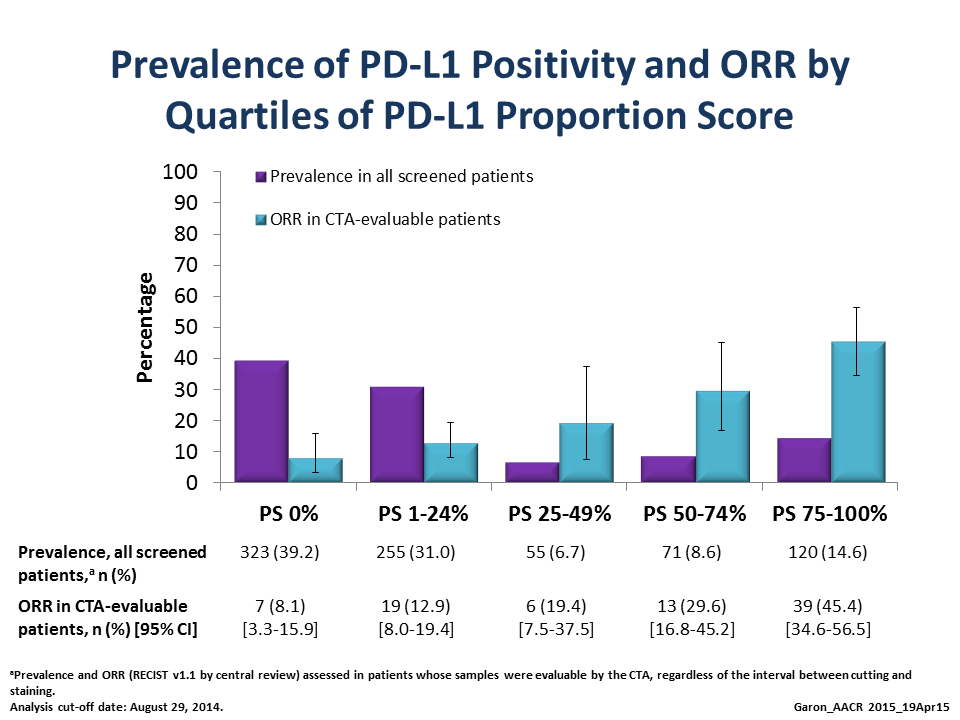 Prevalence of PD-L1 Positivity and ORR by
Quartiles of PD-L1 Proportion Score
Prevalence in all screened patients
ORR in CTA-evaluable patients
Percentage
100
90
80
70
60
50
40
30
20
10
0
PS 0% PS 1-24% PS 25-49% PS 50-74% PS 75-100%
Prevalence, all screened 323 (39.2) 255 (31.0) 55 (6.7) 71 (8.6) 120 (14.6)
patients,ª n (%)
ORR in CTA-evaluable 7 (8.1) 19 (12.9) 6 (19.4) 13 (29.6) 39 (45.4)
patients, n (%) [95% CI] [3.3-15.9] [8.0-19.4] [7.5-37.5] [16.8-45.2] [34.6-56.5]
ªPrevalence and ORR (RECIST v1.1 by central review) assessed in patients whose samples were evaluable by the CTA, regardless of the interval between cutting and
staining.
Analysis cut-off date: August 29, 2014. Garon_AACR 2015_19Apr15